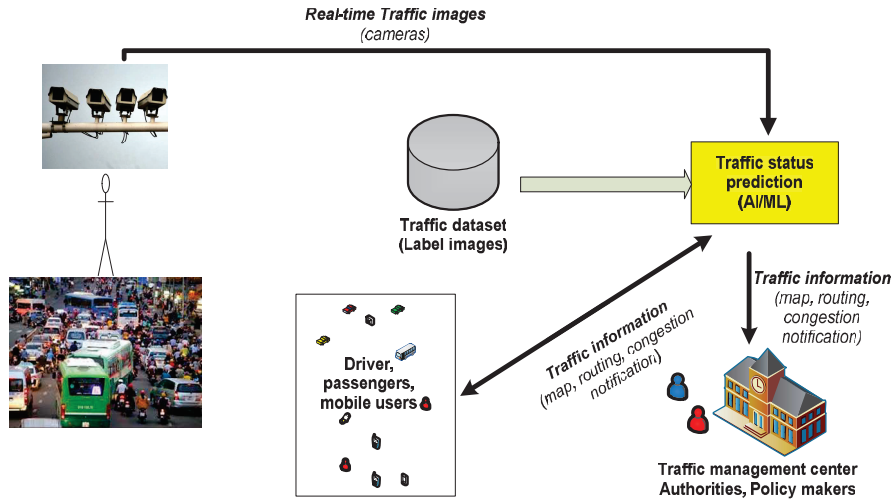 Real-time Traffic images
(cameras)
Traffic status
prediction
(AI/ML)
Traffic dataset
(Label images)
Traffic information
(map, routing,
congestion
notification)
Traffic information
(map, routing, congestion
notification)
Driver,
passengers,
mobile users
Traffic management center
Authorities, Policy makers